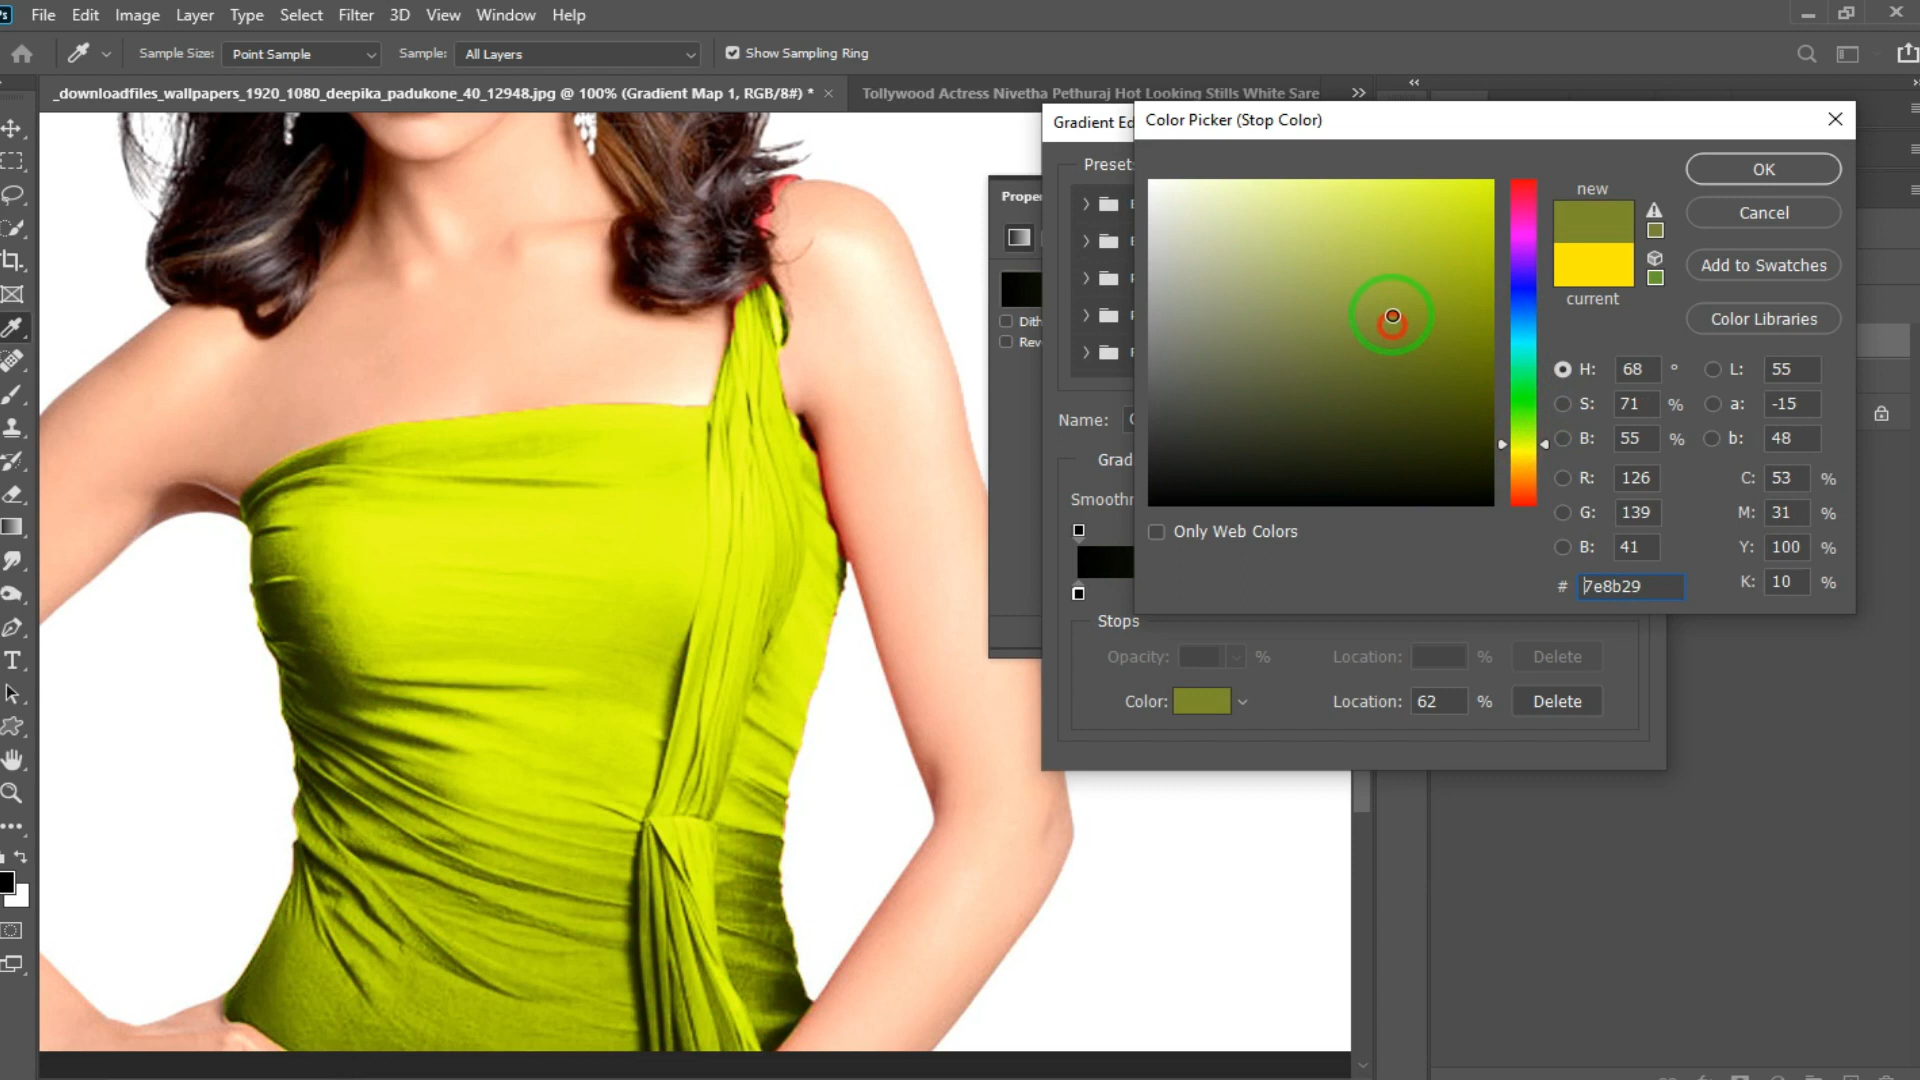 File Edit Image Layer Type Select Filter 3D View Window Help
Sample Size: Point Sample Sample: All Layers Show Sampling Ring
_downloadfiles_wallpapers_1920_1080_deepika_padukone_40_12948.jpg @ 100% (Gradient Map 1, RGB/8#) * × Tollywood Actress Nivetha Pethuraj Hot Looking Stills White Sare
Gradient Ed
Color Picker (Stop Color)
Presets
Proper
Dith
Rev
Name:
Grad
Smoothn
new
current
OK
Cancel
Add to Swatches
Color Libraries
H: 68 ° L: 55
S: 71 % a: -15
B: 55 % b: 48
R: 126 C: 53 %
G: 139 M: 31 %
B: 41 Y: 100 %
# 7e8b29 K: 10 %
Only Web Colors
Stops
Opacity: % Location: % Delete
Color: Location: 62 % Delete